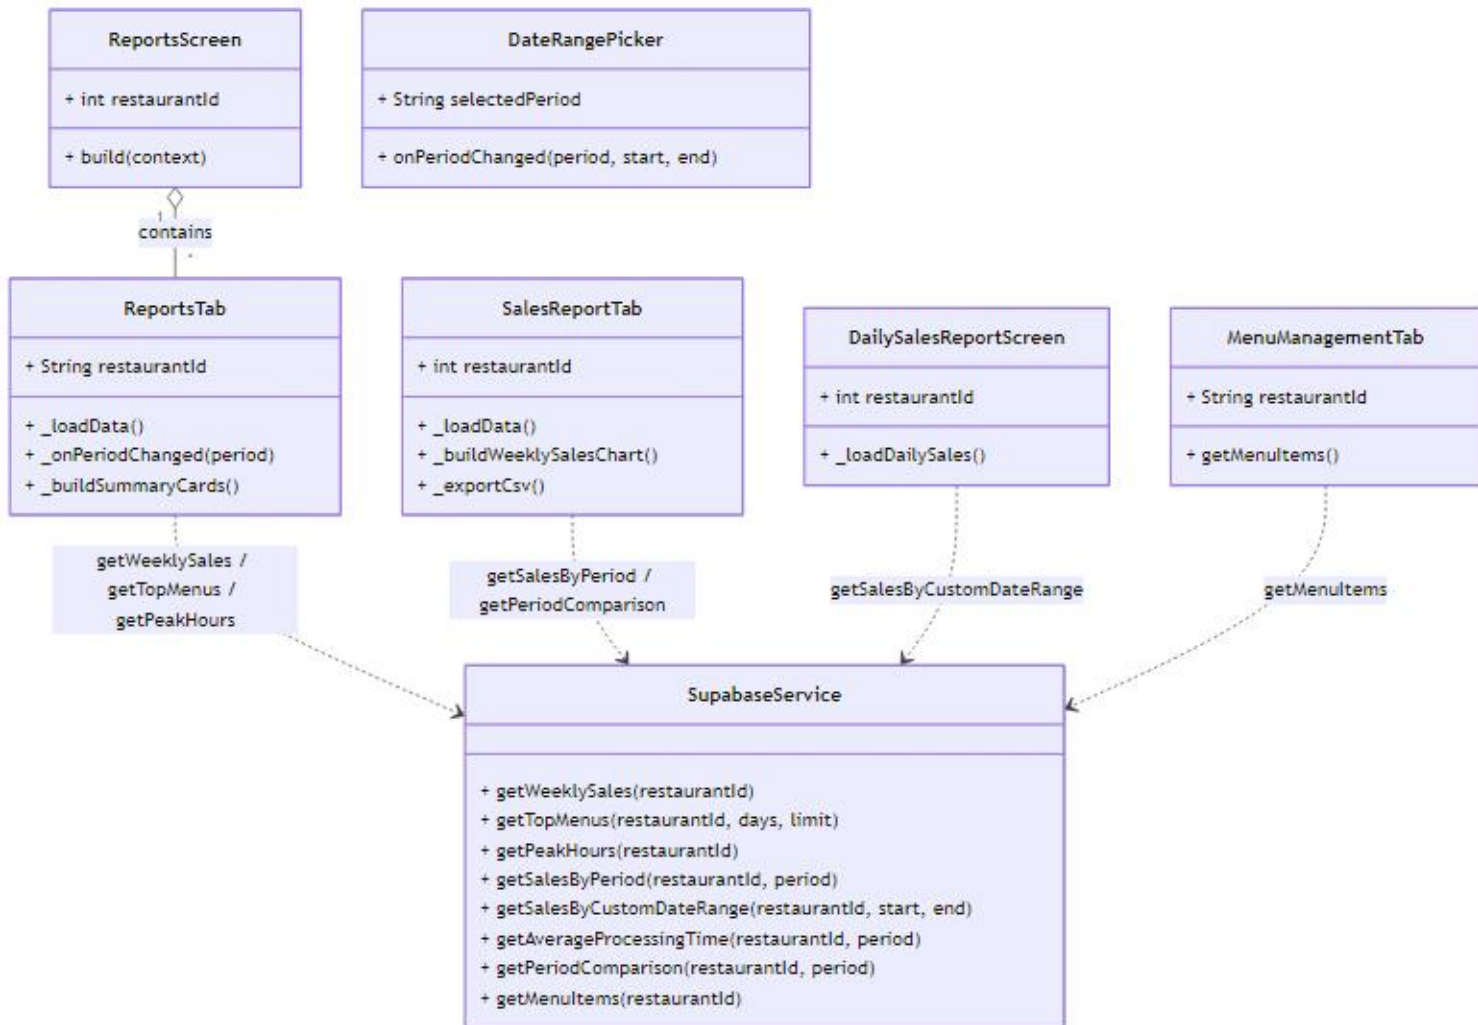 ReportsScreen
+ int restaurantId
+ build(context)
DateRangePicker
+ String selectedPeriod
+ onPeriodChanged(period, start, end)
1
contains
*
ReportsTab
+ String restaurantId
+ _loadData()
+ _onPeriodChanged(period)
+ _buildSummaryCards()
SalesReportTab
+ int restaurantId
+ _loadData()
+ _buildWeeklySalesChart()
+ _exportCsv()
DailySalesReportScreen
+ int restaurantId
+ _loadDailySales()
MenuManagementTab
+ String restaurantId
+ getMenuItems()
getWeeklySales /
getTopMenus /
getPeakHours
getSalesByPeriod /
getPeriodComparison
getSalesByCustomDateRange
getMenuItems
SupabaseService
+ getWeeklySales(restaurantId)
+ getTopMenus(restaurantId, days, limit)
+ getPeakHours(restaurantId)
+ getSalesByPeriod(restaurantId, period)
+ getSalesByCustomDateRange(restaurantId, start, end)
+ getAverageProcessingTime(restaurantId, period)
+ getPeriodComparison(restaurantId, period)
+ getMenuItems(restaurantId)